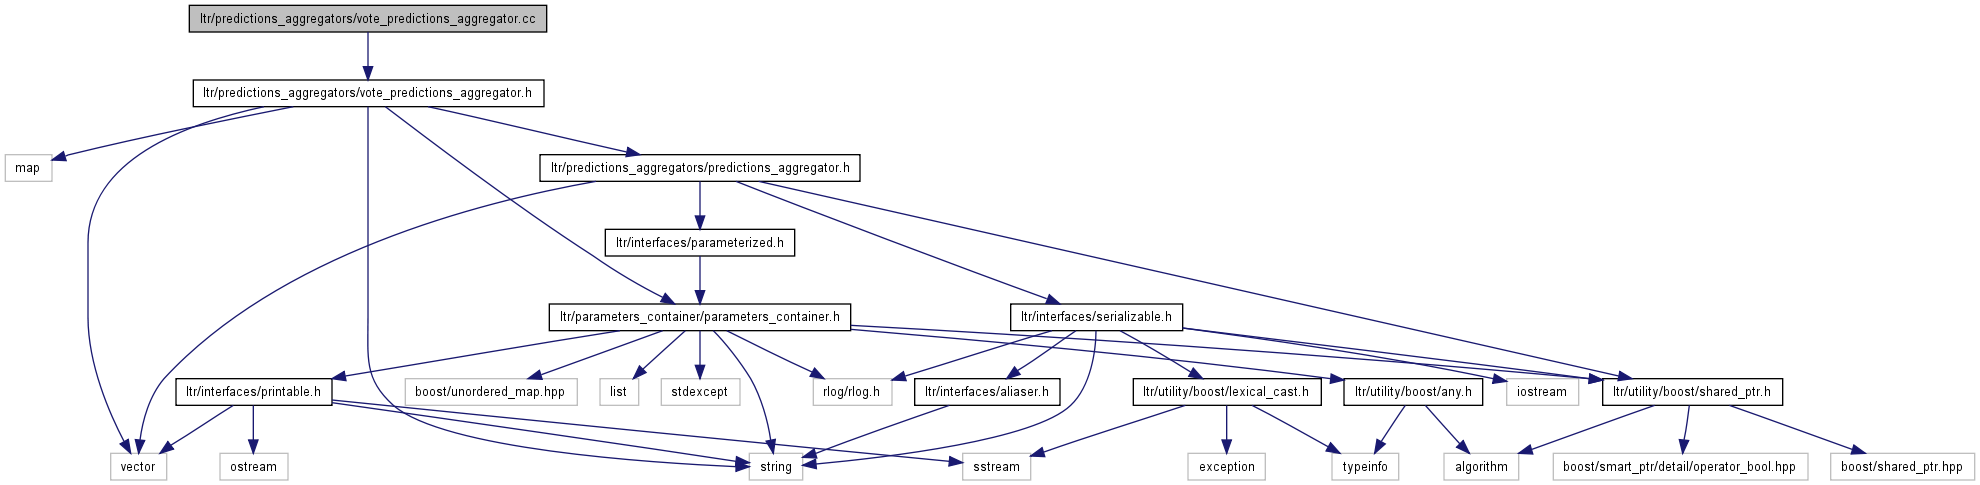 ltr/predictions_aggregators/vote_predictions_aggregator.cc
ltr/predictions_aggregators/vote_predictions_aggregator.h
map
ltr/predictions_aggregators/predictions_aggregator.h
ltr/interfaces/parameterized.h
ltr/parameters_container/parameters_container.h
ltr/interfaces/serializable.h
ltr/interfaces/printable.h
boost/unordered_map.hpp
list
stdexcept
rlog/rlog.h
ltr/interfaces/aliaser.h
ltr/utility/boost/lexical_cast.h
ltr/utility/boost/any.h
iostream
ltr/utility/boost/shared_ptr.h
vector
ostream
string
sstream
exception
typeinfo
algorithm
boost/smart_ptr/detail/operator_bool.hpp
boost/shared_ptr.hpp